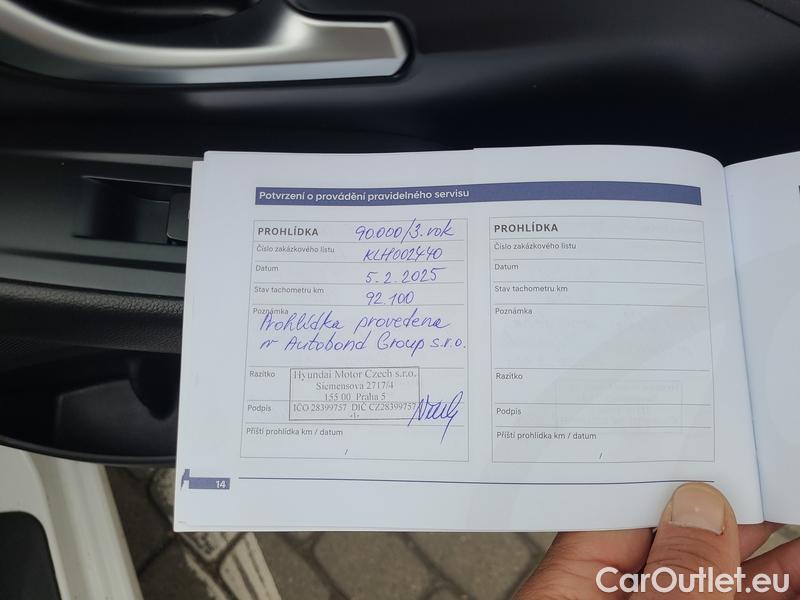 Potvrzení o provádění pravidelného servisu
PROHLÍDKA 90.000/3. rok
Číslo zakázkového listu KLH002440
Datum 5.2.2025
Stav tachometru km 92.100
Poznámka
Prohlídka provedena
v Autobond Group s.r.o.
Razítko
Hyundai Motor Czech s.r.o.
Siemensova 2717/4
155 00 Praha 5
IČO 28399757 DIČ CZ28399757
Podpis
Příští prohlídka km / datum
/
PROHLÍDKA
Číslo zakázkového listu
Datum
Stav tachometru km
Poznámka
Razítko
Podpis
Příští prohlídka km / datum
/
14
CarOutlet.eu